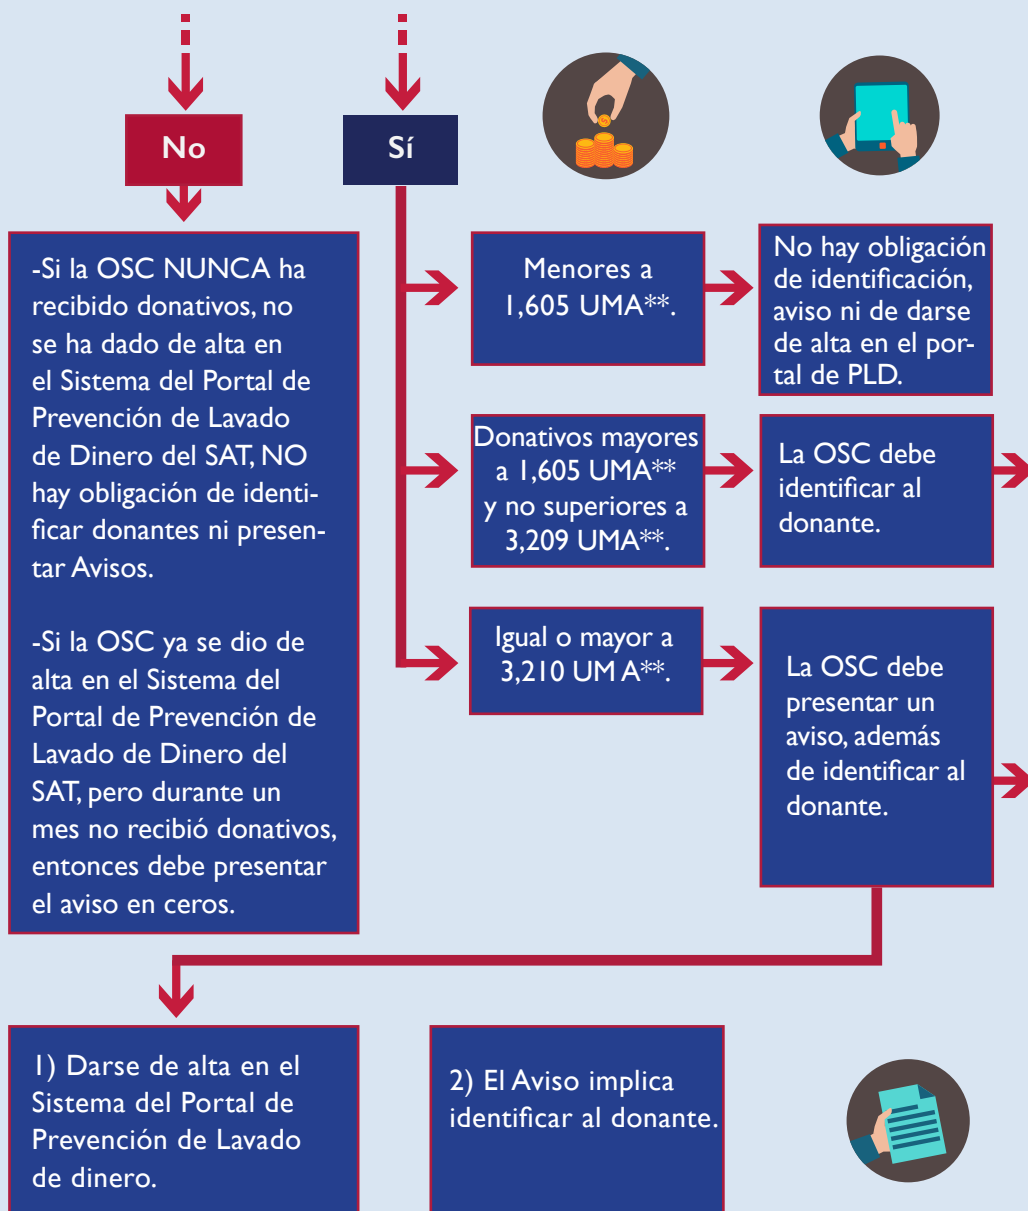 No
Sí
-Si la OSC NUNCA ha
recibido donativos, no
se ha dado de alta en
el Sistema del Portal de
Prevención de Lavado
de Dinero del SAT, NO
hay obligación de identi-
ficar donantes ni presen-
tar Avisos.
-Si la OSC ya se dio de
alta en el Sistema del
Portal de Prevención de
Lavado de Dinero del
SAT, pero durante un
mes no recibió donativos,
entonces debe presentar
el aviso en ceros.
Menores a
1,605 UMA**.
No hay obligación
de identificación,
aviso ni de darse
de alta en el por-
tal de PLD.
Donativos mayores
a 1,605 UMA**
y no superiores a
3,209 UMA**.
La OSC debe
identificar al
donante.
Igual o mayor a
3,210 UM A**.
La OSC debe
presentar un
aviso, además
de identificar al
donante.
1) Darse de alta en el
Sistema del Portal de
Prevención de Lavado
de dinero.
2) El Aviso implica
identificar al donante.